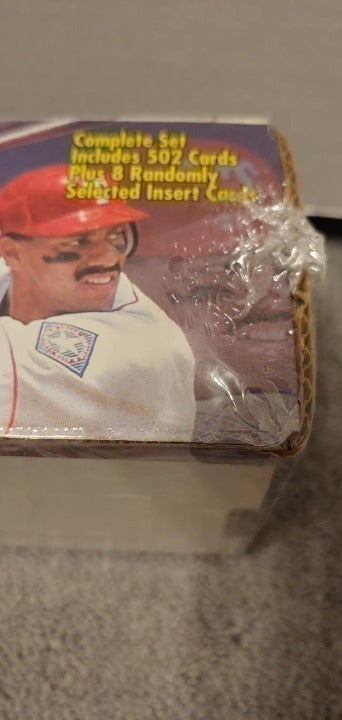 Complete Set
Includes 502 Cards
Plus 8 Randomly
Selected Insert Cards